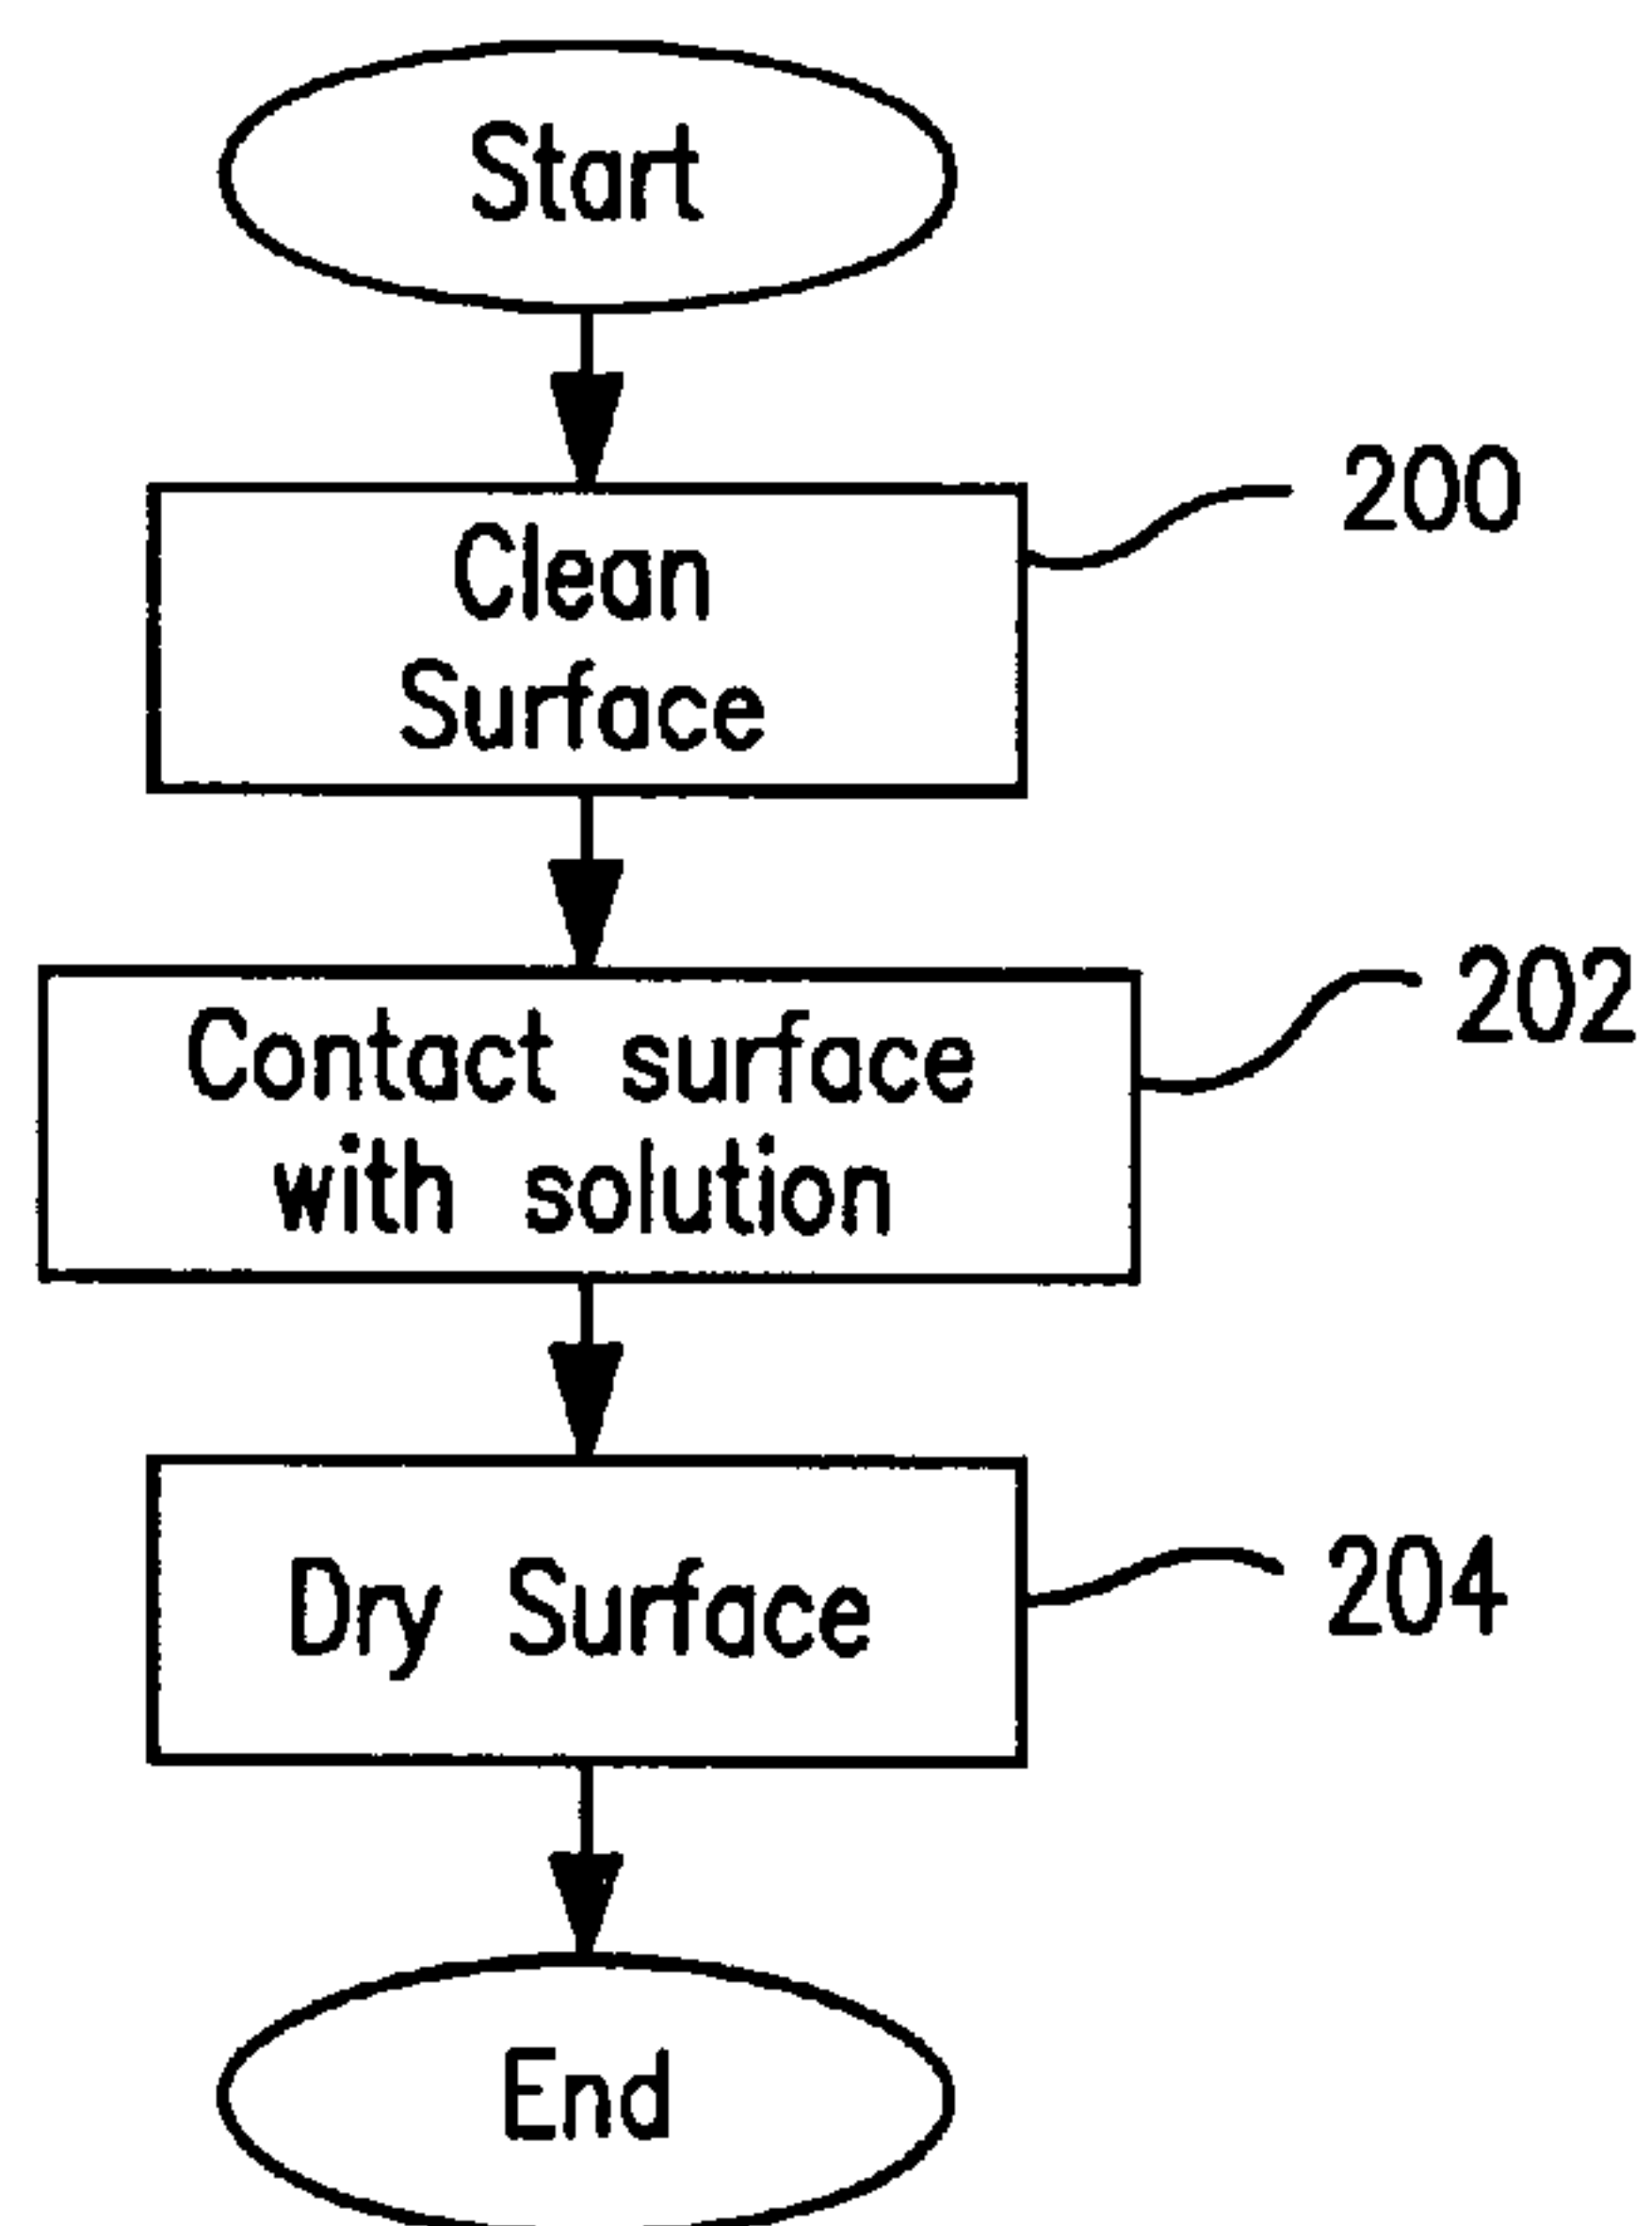 Start
200
Clean
Surface
202
Contact surface
with solution
204
Dry Surface
End